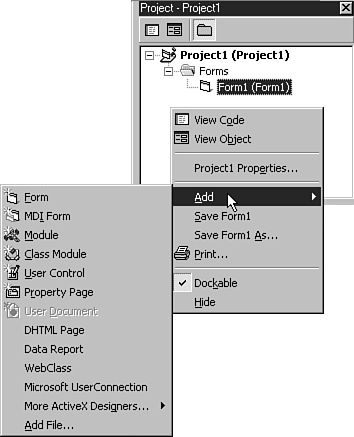 Project - Project1
Project1 (Project1)
Forms
Form1 (Form1)
View Code
View Object
Project1 Properties...
Add
Save Form1
Save Form1 As...
Print...
Dockable
Hide
Form
MDI Form
Module
Class Module
User Control
Property Page
User Document
DHTML Page
Data Report
WebClass
Microsoft UserConnection
More ActiveX Designers...
Add File...